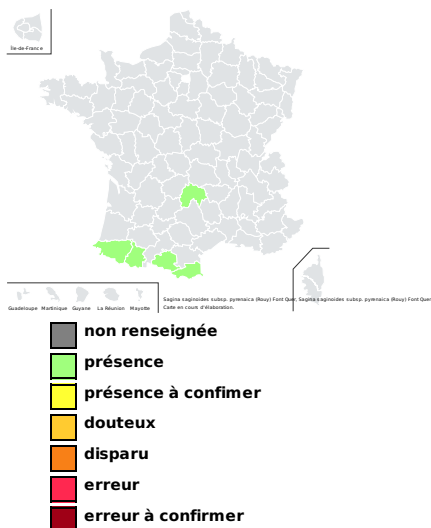 Île-de-France
Guadeloupe Martinique Guyane La Réunion Mayotte
Sagina saginoides subsp. pyrenaica (Rouy) Font Quer, Sagina saginoides subsp. pyrenaica (Rouy) Font Quer
Carte en cours d'élaboration.
non renseignée
présence
présence à confimer
douteux
disparu
erreur
erreur à confirmer